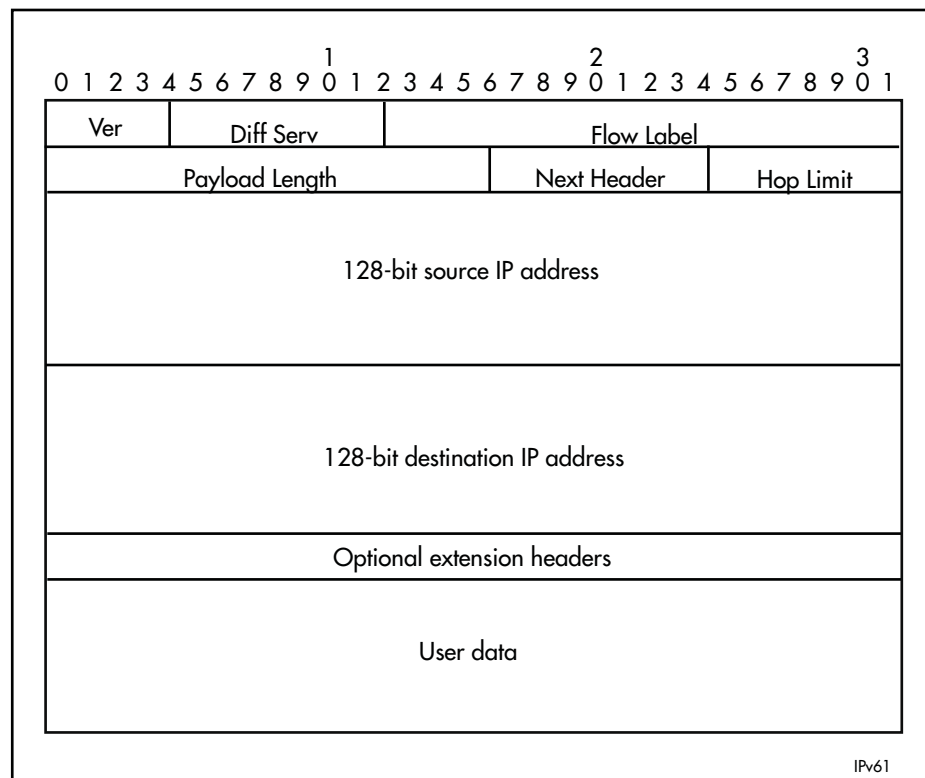 1 2 3
0 1 2 3 4 5 6 7 8 9 0 1 2 3 4 5 6 7 8 9 0 1 2 3 4 5 6 7 8 9 0 1
Ver Diff Serv Flow Label
Payload Length Next Header Hop Limit
128-bit source IP address
128-bit destination IP address
Optional extension headers
User data
IPv61